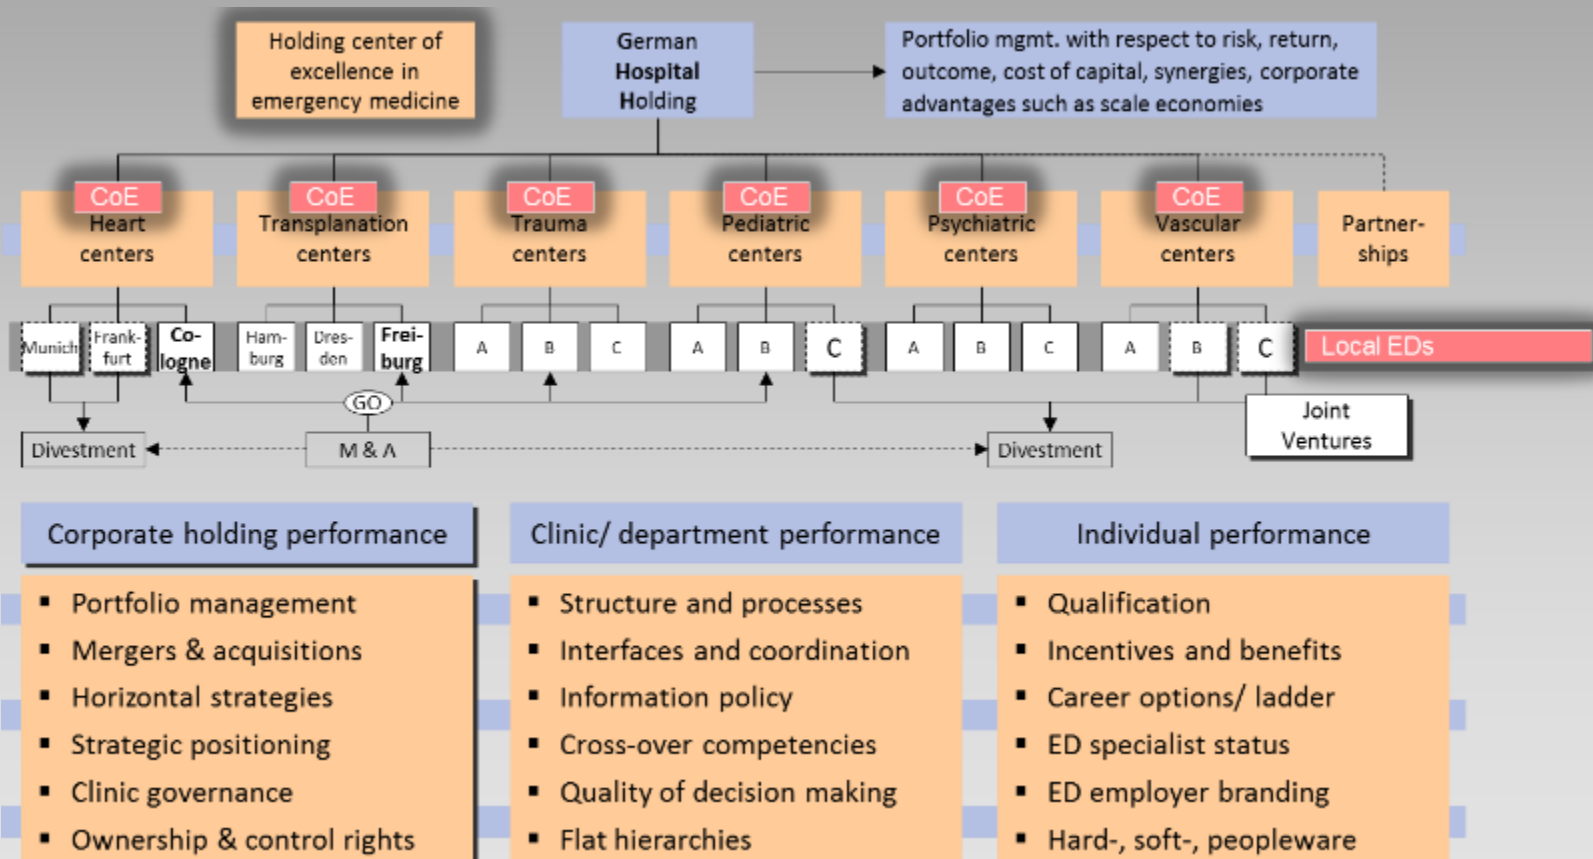 Holding center of
excellence in
emergency medicine
German
Hospital
Holding
Portfolio mgmt. with respect to risk, return,
outcome, cost of capital, synergies, corporate
advantages such as scale economies
CoE
Heart
centers
CoE
Transplanation
centers
CoE
Trauma
centers
CoE
Pediatric
centers
CoE
Psychiatric
centers
CoE
Vascular
centers
Partner-
ships
Munich
Frank-
furt
Co-
logne
Ham-
burg
Dres-
den
Frei-
burg
A
B
C
A
B
C
A
B
C
A
B
C
Local EDs
GO
Divestment
M & A
Divestment
Joint
Ventures
Corporate holding performance
▪ Portfolio management
▪ Mergers & acquisitions
▪ Horizontal strategies
▪ Strategic positioning
▪ Clinic governance
▪ Ownership & control rights
Clinic/ department performance
▪ Structure and processes
▪ Interfaces and coordination
▪ Information policy
▪ Cross-over competencies
▪ Quality of decision making
▪ Flat hierarchies
Individual performance
▪ Qualification
▪ Incentives and benefits
▪ Career options/ ladder
▪ ED specialist status
▪ ED employer branding
▪ Hard-, soft-, peopleware